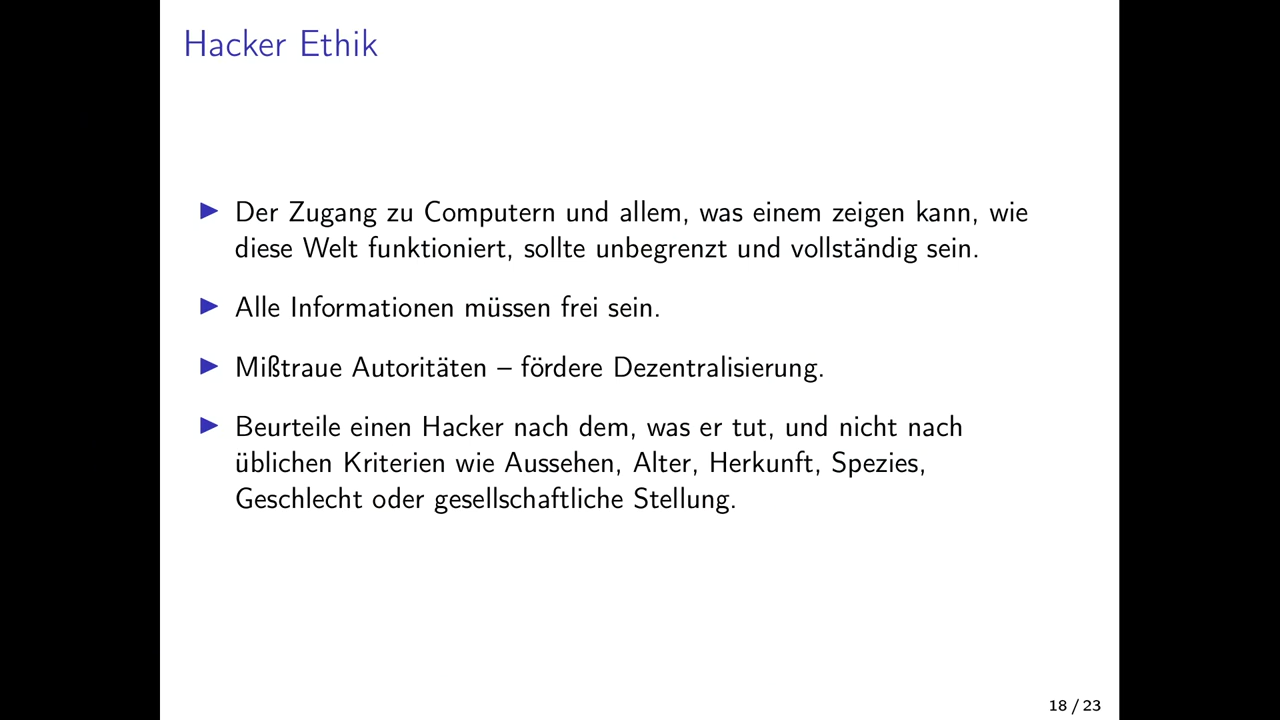 Hacker Ethik
Der Zugang zu Computern und allem, was einem zeigen kann, wie
diese Welt funktioniert, sollte unbegrenzt und vollständig sein.
Alle Informationen müssen frei sein.
Mißtraue Autoritäten – fördere Dezentralisierung.
Beurteile einen Hacker nach dem, was er tut, und nicht nach
üblichen Kriterien wie Aussehen, Alter, Herkunft, Spezies,
Geschlecht oder gesellschaftliche Stellung.
18 / 23